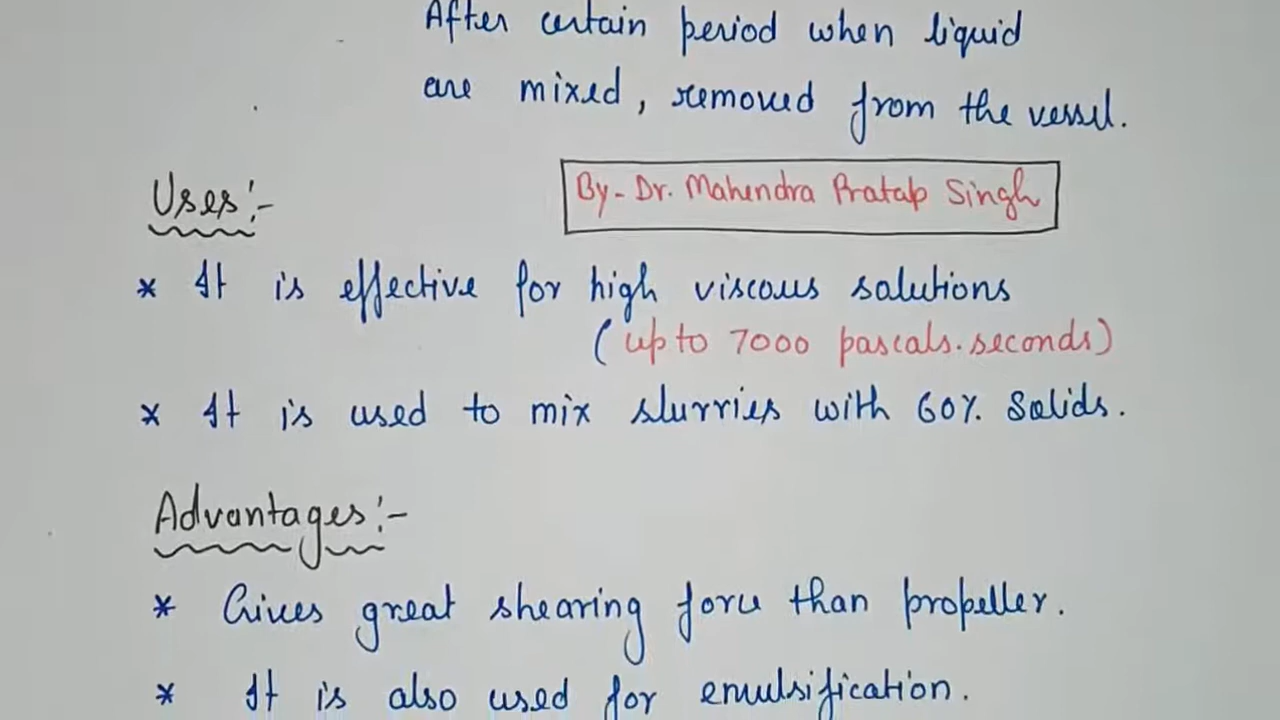 After certain period when liquid
are mixed, removed from the vessel.
Uses:-
By- Dr. Mahendra Pratap Singh
* It is effective for high viscous solutions
(up to 7000 pascals.seconds)
* It is used to mix slurries with 60% Solids.
Advantages:-
* Gives great shearing force than propeller.
* It is also used for emulsification.